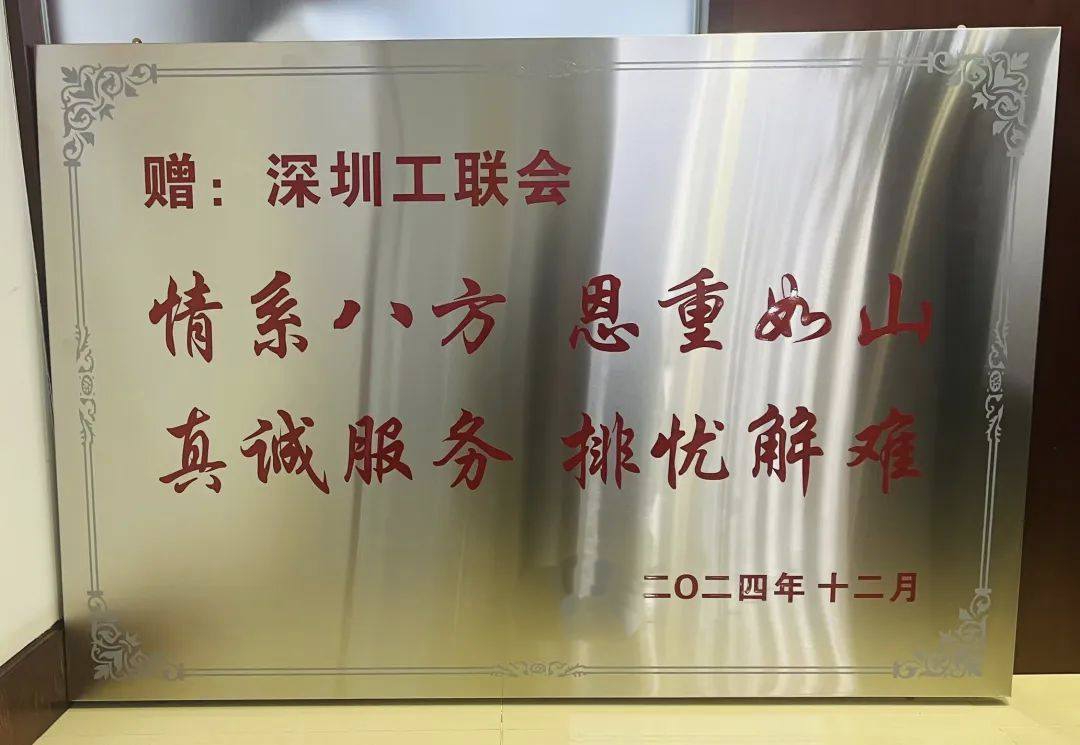 赠：深圳工联会
情系八方 恩重如山
真诚服务 排忧解难
二〇二四年十二月